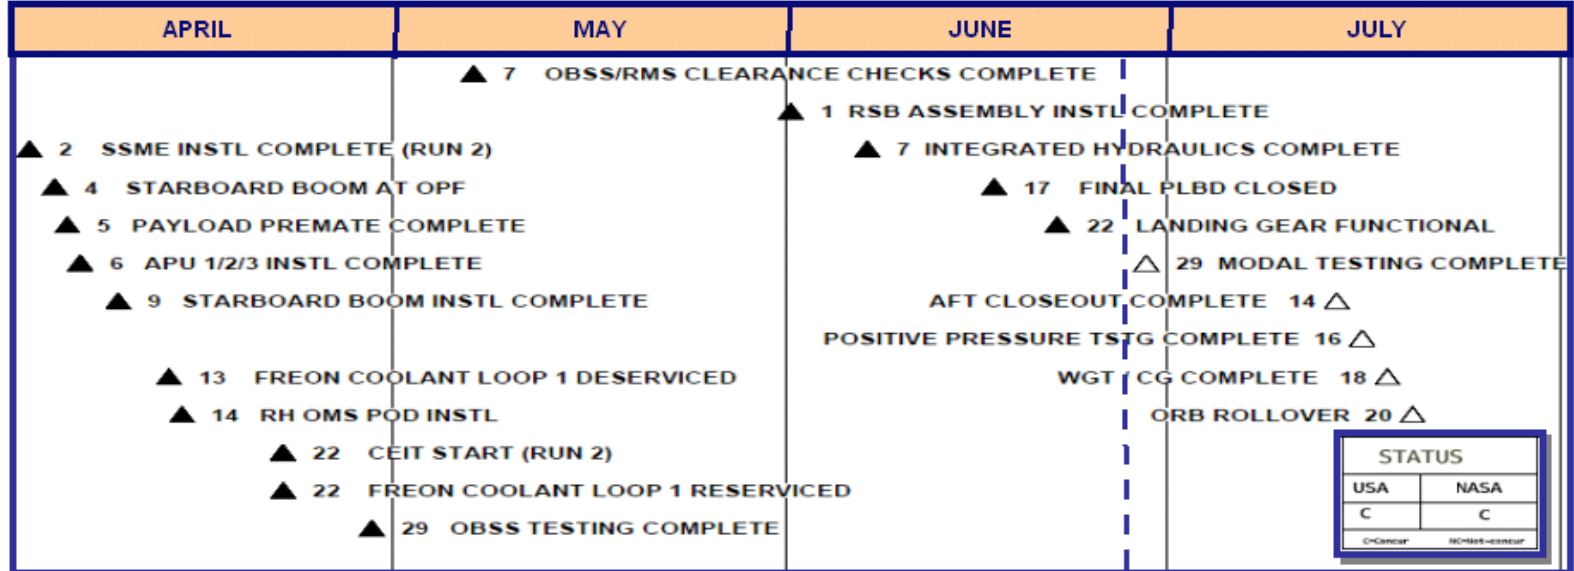 APRIL MAY JUNE JULY
7 OBSS/RMS CLEARANCE CHECKS COMPLETE
1 RSB ASSEMBLY INSTL COMPLETE
2 SSME INSTL COMPLETE (RUN 2) 7 INTEGRATED HYDRAULICS COMPLETE
4 STARBOARD BOOM AT OPF 17 FINAL PLBD CLOSED
5 PAYLOAD PREMATE COMPLETE 22 LANDING GEAR FUNCTIONAL
6 APU 1/2/3 INSTL COMPLETE 29 MODAL TESTING COMPLETE
9 STARBOARD BOOM INSTL COMPLETE AFT CLOSEOUT COMPLETE 14
POSITIVE PRESSURE TSTG COMPLETE 16
13 FREON COOLANT LOOP 1 DESERVICED WGT / CG COMPLETE 18
14 RH OMS POD INSTL ORB ROLLOVER 20
22 CEIT START (RUN 2)
22 FREON COOLANT LOOP 1 RESERVICED
29 OBSS TESTING COMPLETE
STATUS
USA NASA
C C
C=Concur NC=Not-concur